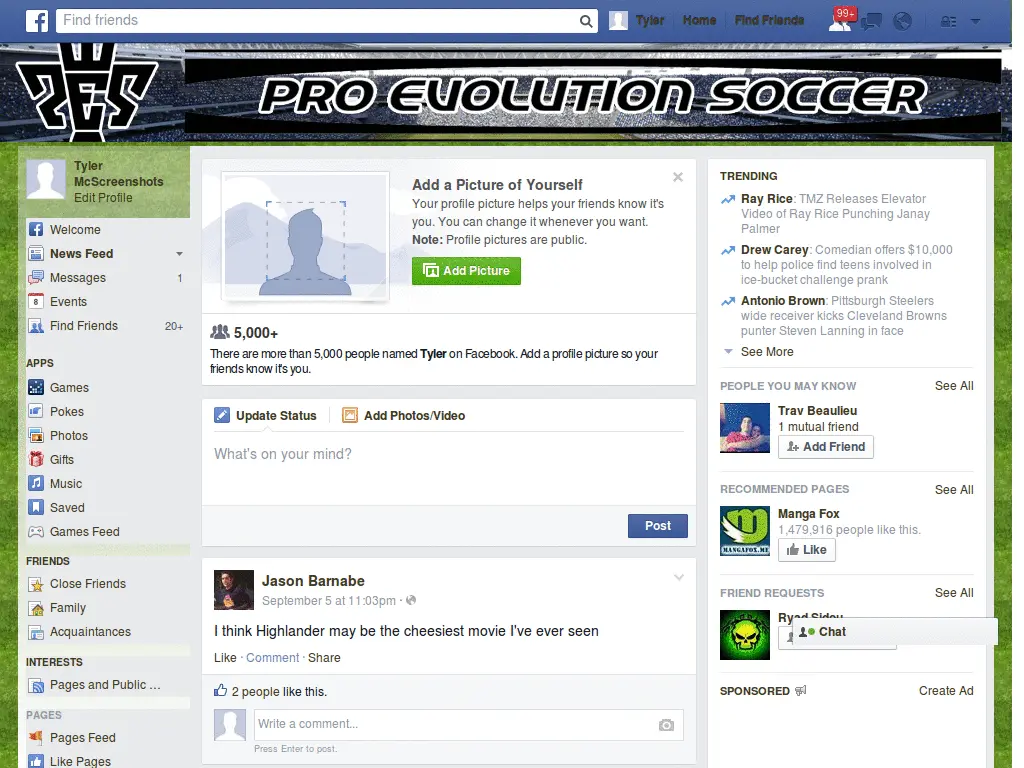 Find friends
Tyler
Home
Find Friends
99+
PES
PRO EVOLUTION SOCCER
Tyler
McScreenshots
Edit Profile
Welcome
News Feed
Messages 1
8 Events
Find Friends 20+
APPS
Games
Pokes
Photos
Gifts
Music
Saved
Games Feed
FRIENDS
Close Friends
Family
Acquaintances
INTERESTS
Pages and Public ...
PAGES
Pages Feed
Like Pages
Add a Picture of Yourself
Your profile picture helps your friends know it's
you. You can change it whenever you want.
Note: Profile pictures are public.
Add Picture
5,000+
There are more than 5,000 people named Tyler on Facebook. Add a profile picture so your
friends know it's you.
Update Status
Add Photos/Video
What's on your mind?
Post
Jason Barnabe
September 5 at 11:03pm ·
I think Highlander may be the cheesiest movie I've ever seen
Like · Comment · Share
2 people like this.
Write a comment...
Press Enter to post.
TRENDING
Ray Rice: TMZ Releases Elevator
Video of Ray Rice Punching Janay
Palmer
Drew Carey: Comedian offers $10,000
to help police find teens involved in
ice-bucket challenge prank
Antonio Brown: Pittsburgh Steelers
wide receiver kicks Cleveland Browns
punter Steven Lanning in face
See More
PEOPLE YOU MAY KNOW See All
Trav Beaulieu
1 mutual friend
Add Friend
RECOMMENDED PAGES See All
Manga Fox
1,479,916 people like this.
MANGAFOX.ME
Like
FRIEND REQUESTS See All
Chat
SPONSORED Create Ad